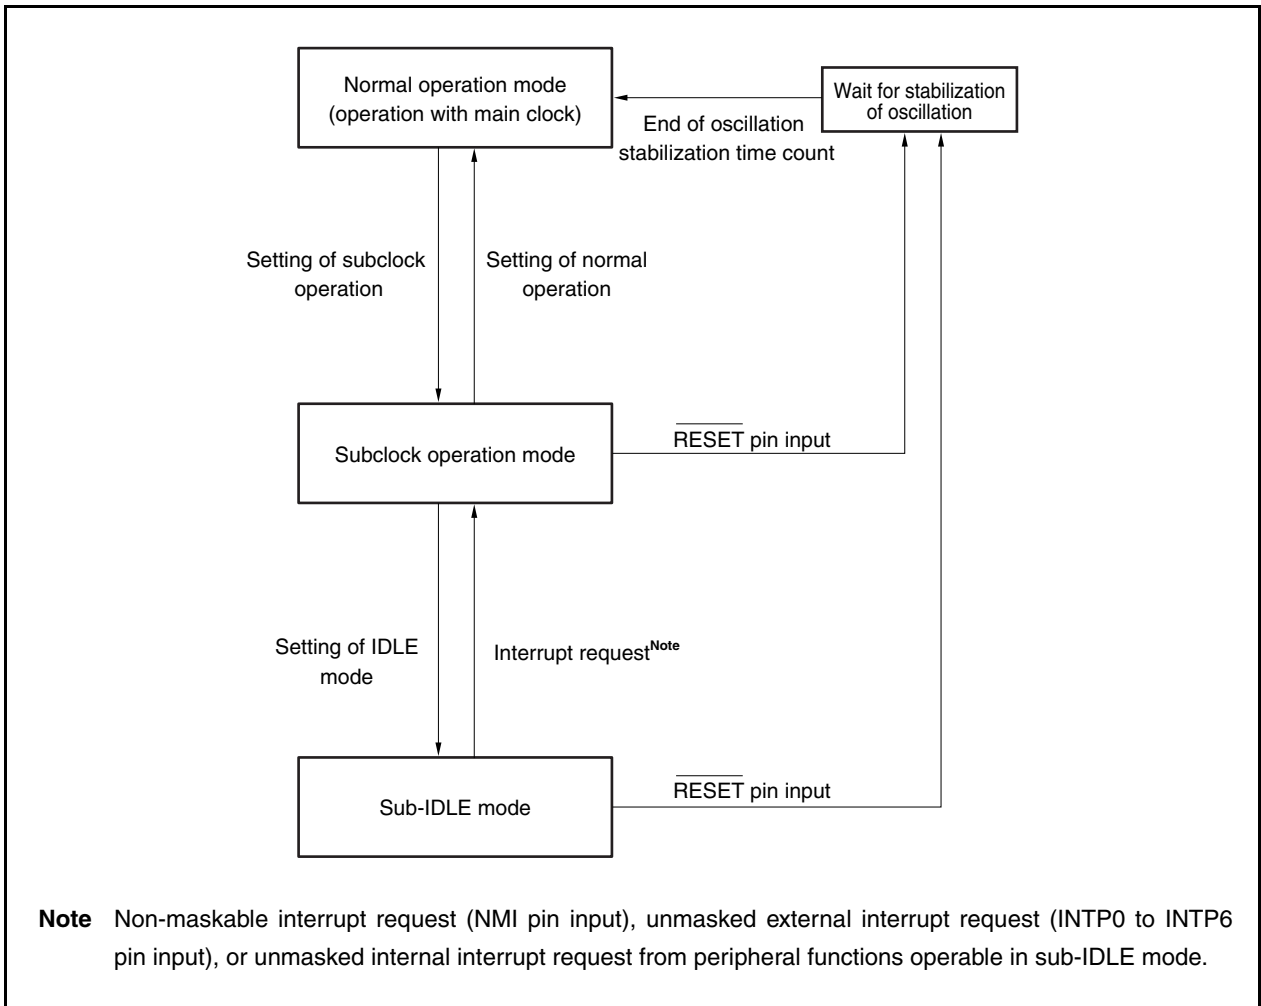 Normal operation mode
(operation with main clock)
Wait for stabilization
of oscillation
End of oscillation
stabilization time count
Setting of subclock
operation
Setting of normal
operation
Subclock operation mode
RESET pin input
Setting of IDLE
mode
Interrupt requestNote
Sub-IDLE mode
RESET pin input
Note Non-maskable interrupt request (NMI pin input), unmasked external interrupt request (INTP0 to INTP6
pin input), or unmasked internal interrupt request from peripheral functions operable in sub-IDLE mode.